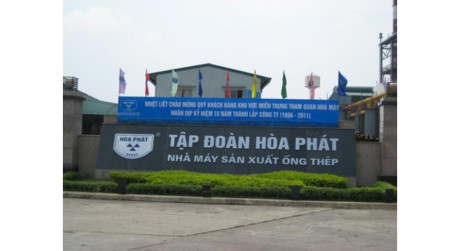 NHIỆT LIỆT CHÀO MỪNG QUÝ KHÁCH HÀNG KHU VỰC MIỀN TRUNG THAM QUAN NHÀ MÁY
NHÂN DỊP KỶ NIỆM 15 NĂM THÀNH LẬP CÔNG TY (1996 - 2011)
HÒA PHÁT
TẬP ĐOÀN HÒA PHÁT
NHÀ MÁY SẢN XUẤT ỐNG THÉP